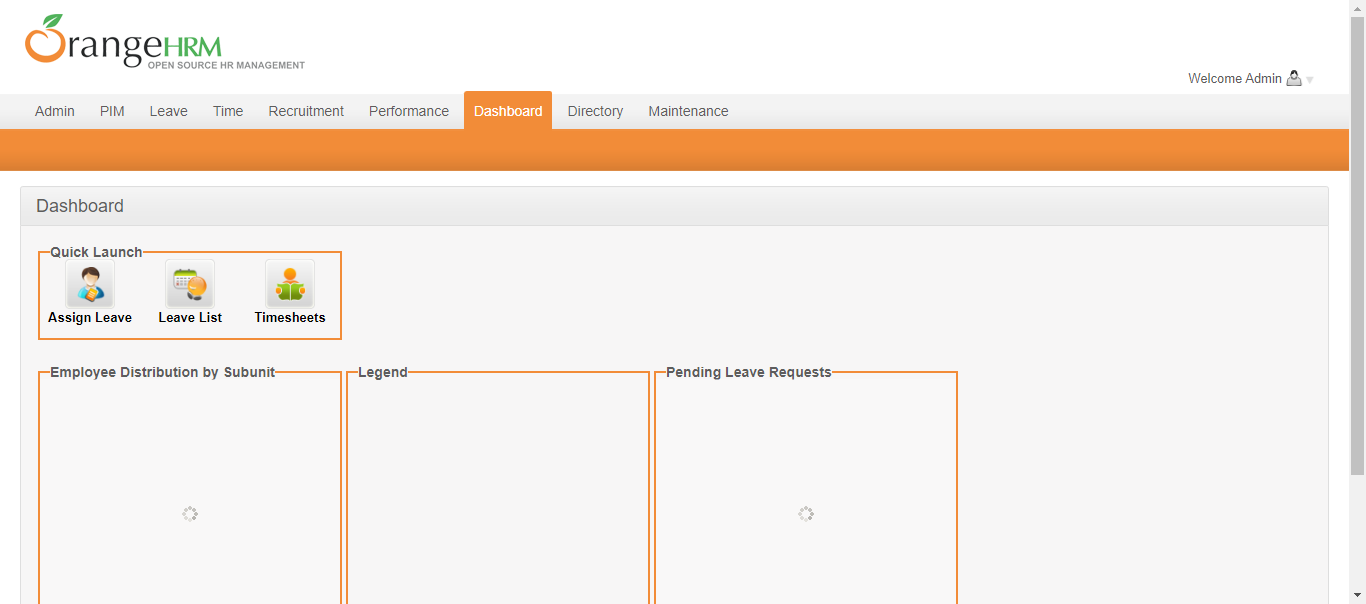 OrangeHRM
OPEN SOURCE HR MANAGEMENT
Welcome Admin
Admin PIM Leave Time Recruitment Performance Dashboard Directory Maintenance
Dashboard
Quick Launch
Assign Leave Leave List Timesheets
Employee Distribution by Subunit Legend Pending Leave Requests